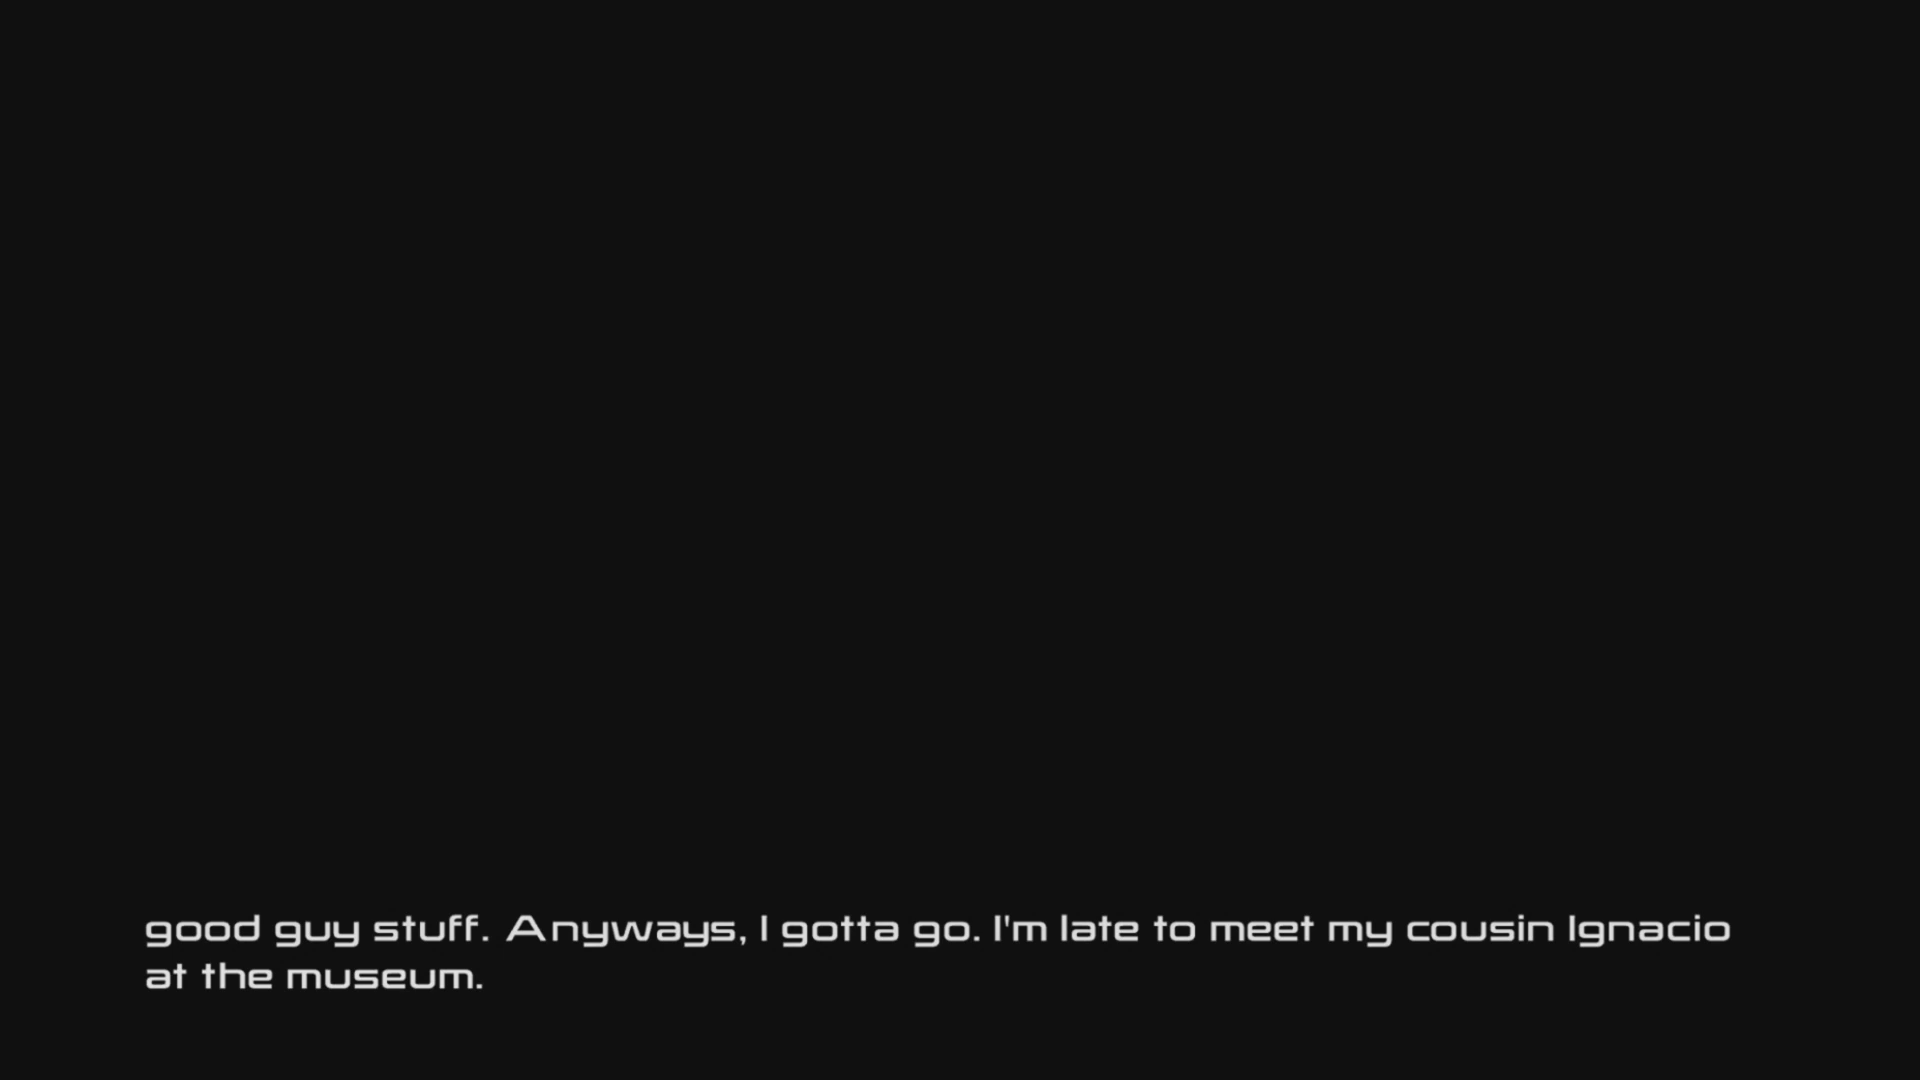 good guy stuff. Anyways, I gotta go. I'm late to meet my cousin Ignacio
at the museum.